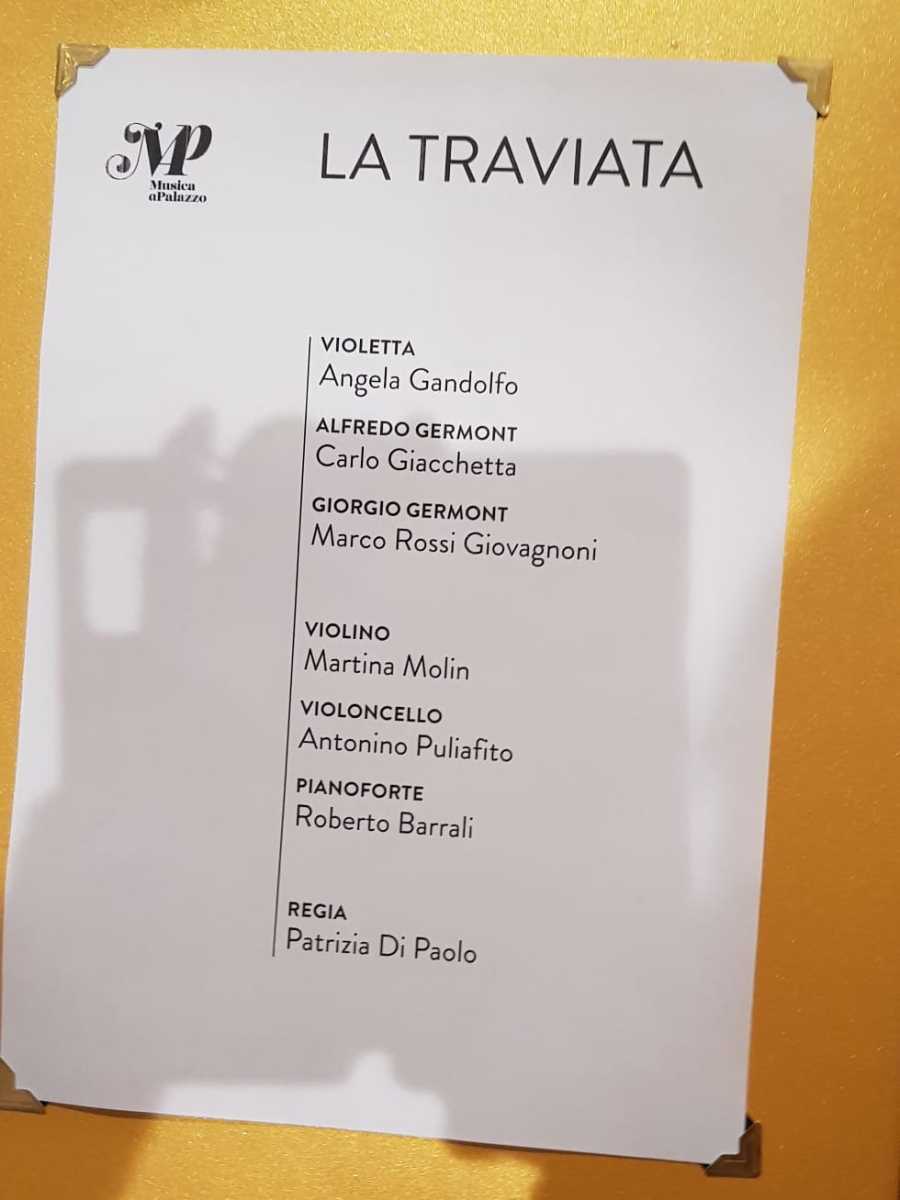 MP
Musica
aPalazzo
LA TRAVIATA
VIOLETTA
Angela Gandolfo
ALFREDO GERMONT
Carlo Giacchetta
GIORGIO GERMONT
Marco Rossi Giovagnoni
VIOLINO
Martina Molin
VIOLONCELLO
Antonino Puliafito
PIANOFORTE
Roberto Barrali
REGIA
Patrizia Di Paolo